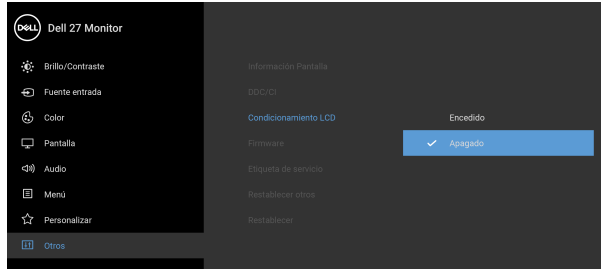 DELL Dell 27 Monitor
Brillo/Contraste
Fuente entrada
Color
Pantalla
Audio
Menú
Personalizar
Otros
Información Pantalla
DDC/CI
Condicionamiento LCD
Firmware
Etiqueta de servicio
Restablecer otros
Restablecer
Encedido
Apagado